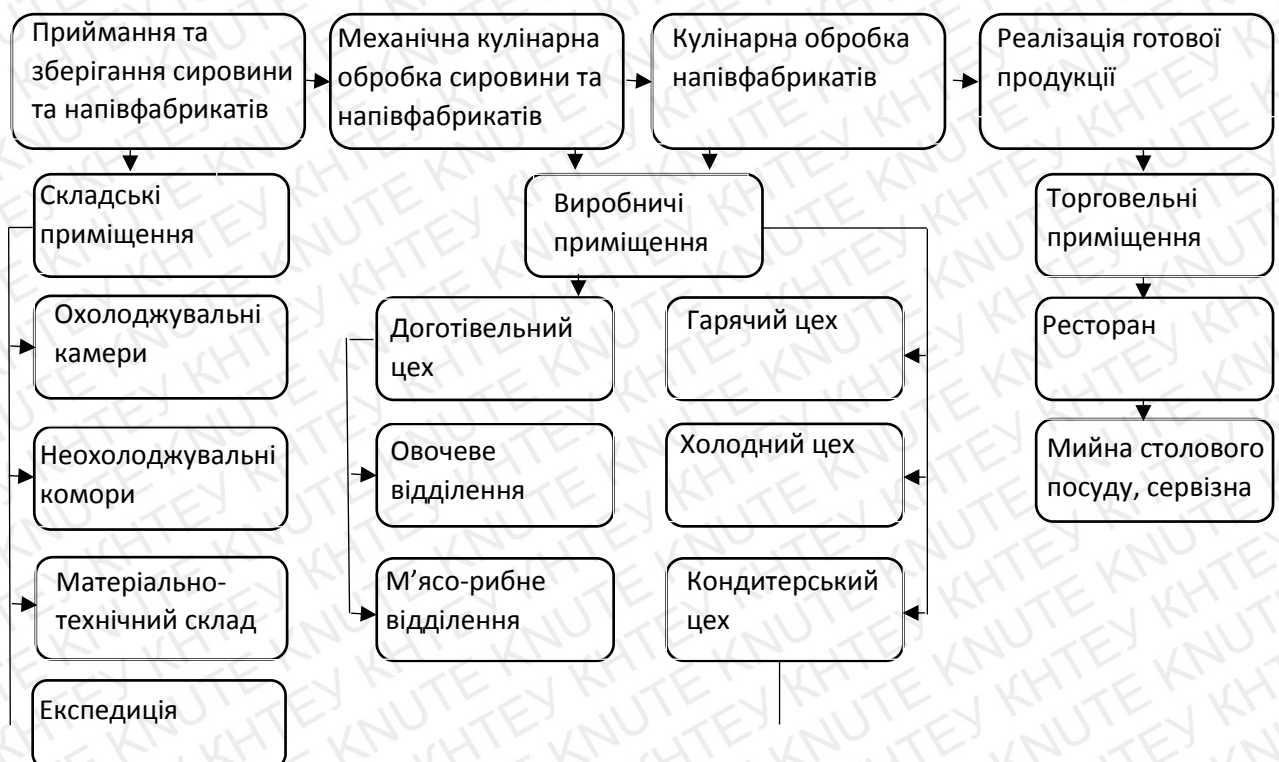 Приймання та
зберігання сировини
та напівфабрикатів
Механічна кулінарна
обробка сировини та
напівфабрикатів
Кулінарна обробка
напівфабрикатів
Реалізація готової
продукції
Складські
приміщення
Виробничі
приміщення
Торговельні
приміщення
Охолоджувальні
камери
Доготівельний
цех
Гарячий цех
Ресторан
Неохолоджувальні
комори
Овочеве
відділення
Холодний цех
Мийна столового
посуду, сервізна
Матеріально-
технічний склад
М’ясо-рибне
відділення
Кондитерський
цех
Експедиція